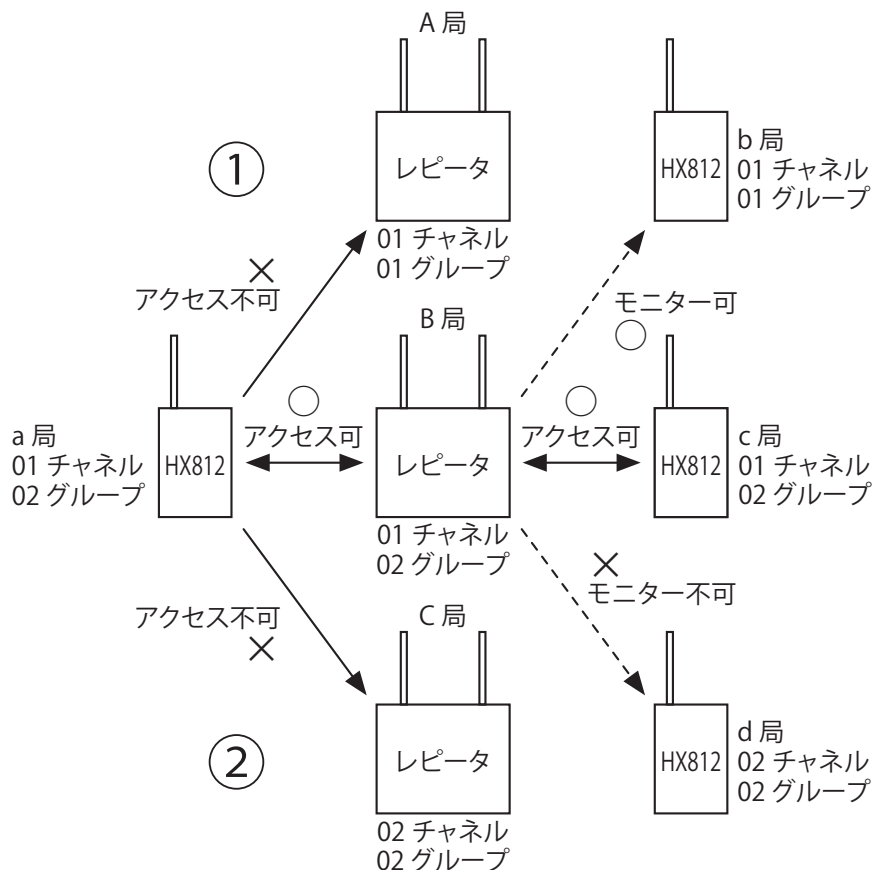 A 局
①
レピータ
HX812
b 局
01 チャネル
01 グループ
01 チャネル
01 グループ
×
アクセス不可
モニター可
○
B 局
○
アクセス可
○
アクセス可
a 局
01 チャネル
02 グループ
HX812
レピータ
HX812
c 局
01 チャネル
02 グループ
01 チャネル
02 グループ
×
モニター不可
アクセス不可
×
C 局
②
レピータ
HX812
d 局
02 チャネル
02 グループ
02 チャネル
02 グループ